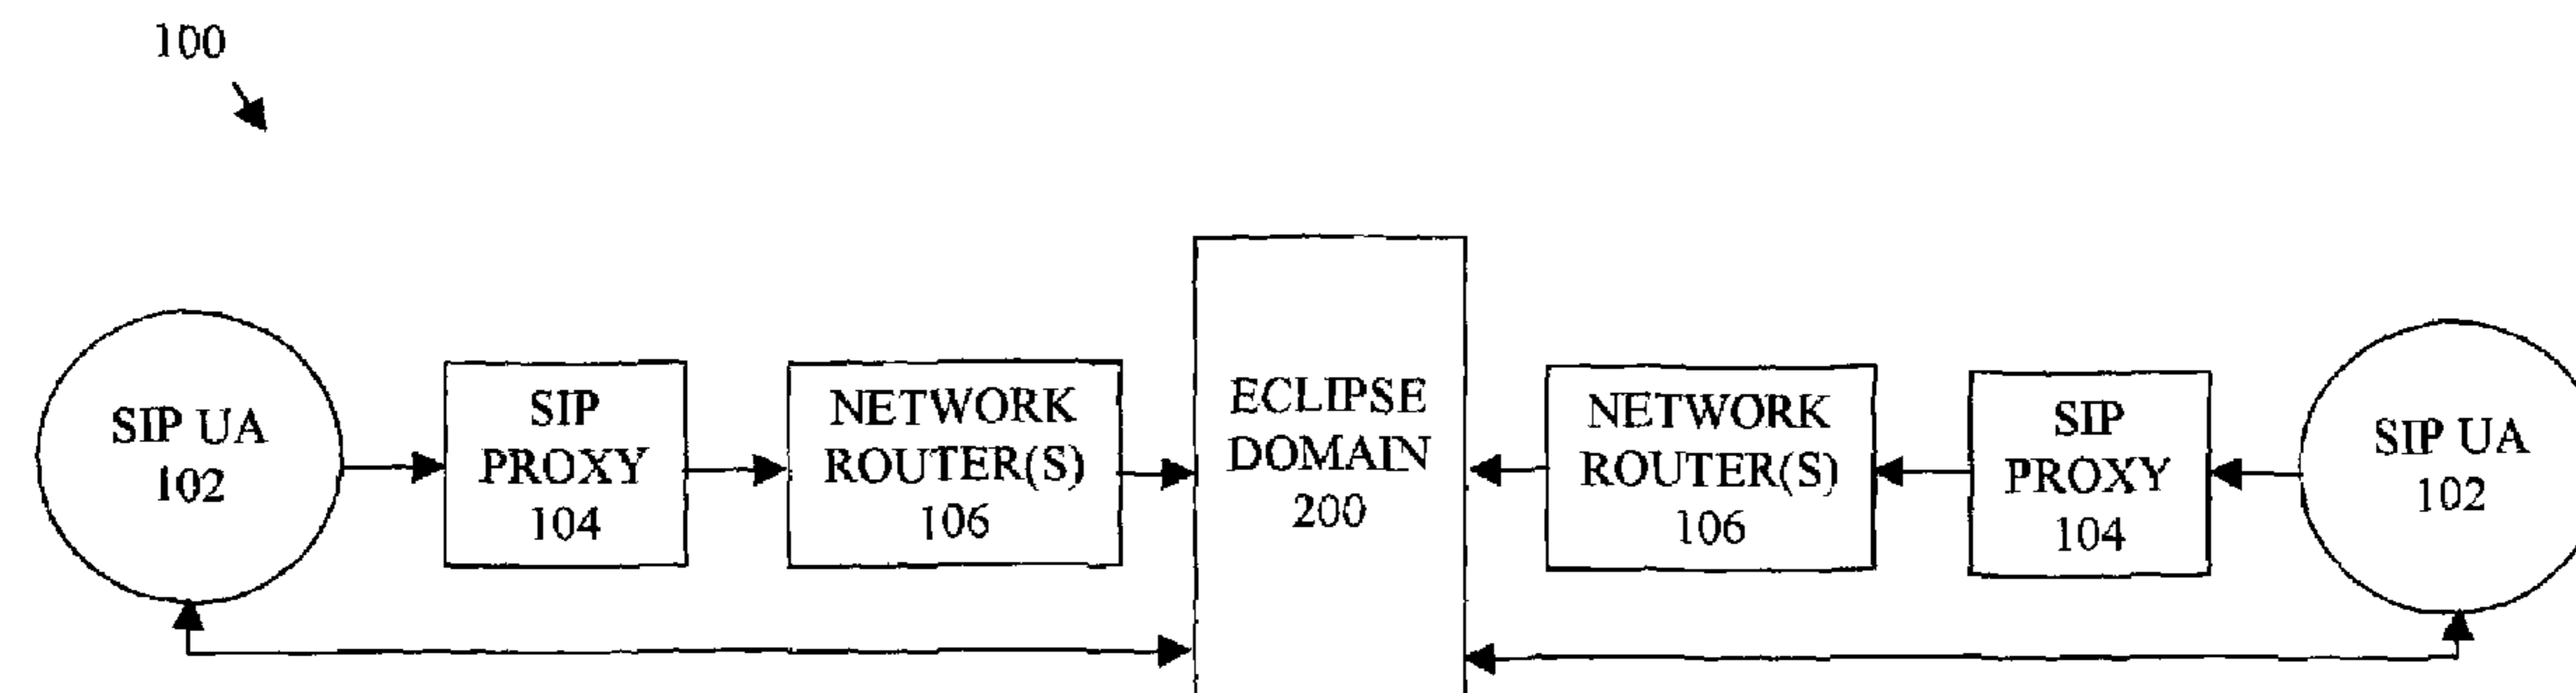 100
SIP UA
102
SIP
PROXY
104
NETWORK
ROUTER(S)
106
ECLIPSE
DOMAIN
200
NETWORK
ROUTER(S)
106
SIP
PROXY
104
SIP UA
102